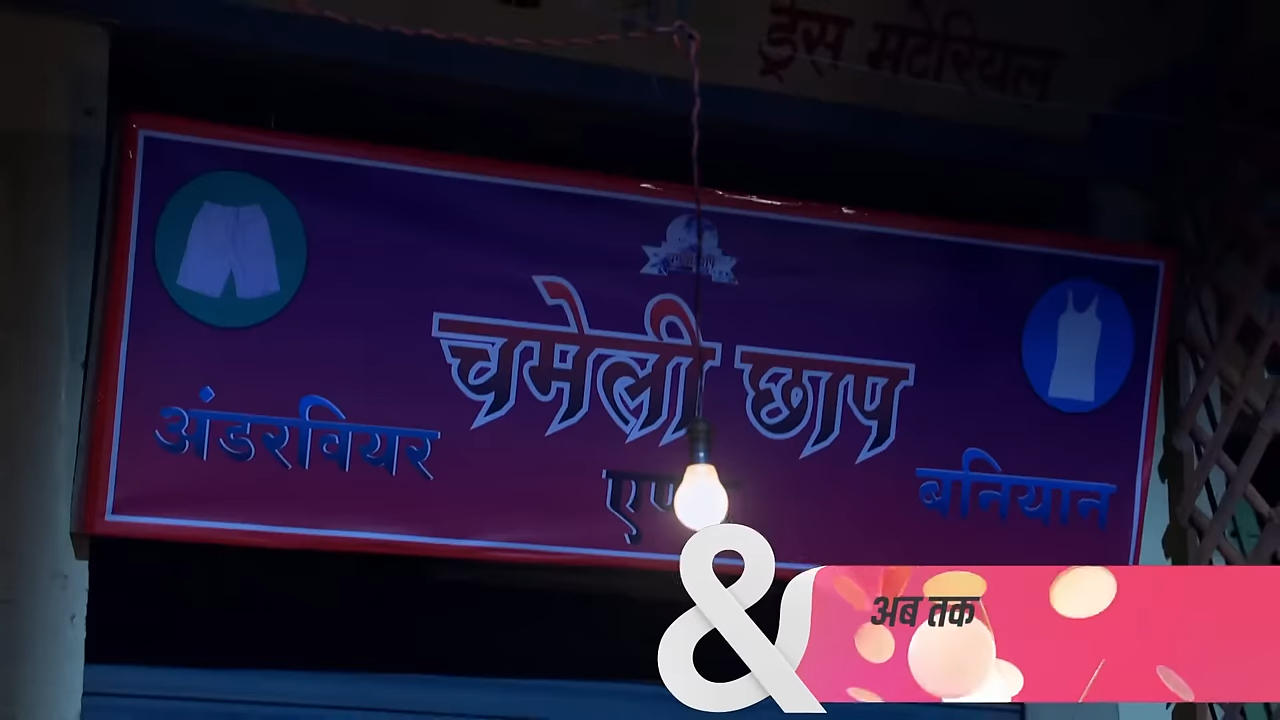 ड्रेस मटेरियल
चमेली छाप
अंडरवियर
बनियान
&
अब तक